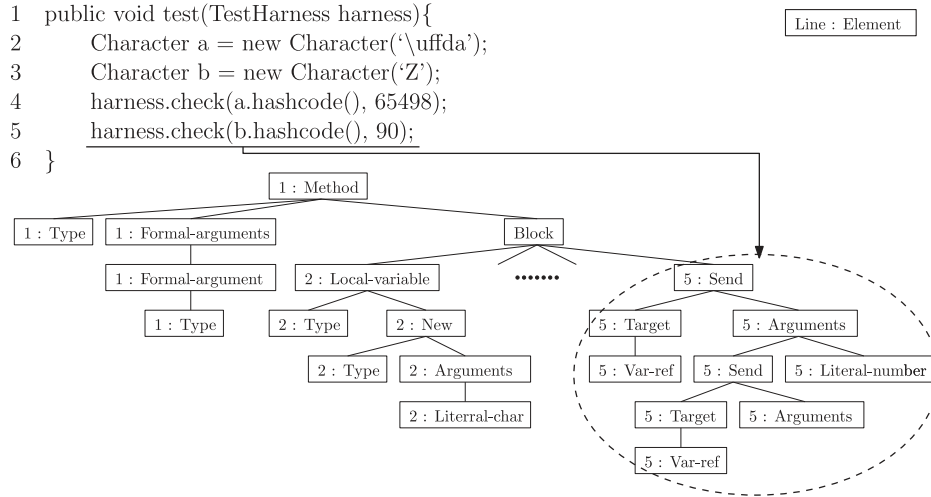 1 public void test(TestHarness harness){
Line : Element
2 Character a = new Character(‘\uffda’);
3 Character b = new Character(‘Z’);
4 harness.check(a.hashcode(), 65498);
5 harness.check(b.hashcode(), 90);
6 }
1 : Method
1 : Type 1 : Formal-arguments Block
1 : Formal-argument 2 : Local-variable ....... 5 : Send
1 : Type 2 : Type 2 : New 5 : Target 5 : Arguments
2 : Type 2 : Arguments 5 : Var-ref 5 : Send 5 : Literal-number
2 : Literral-char 5 : Target 5 : Arguments
5 : Var-ref